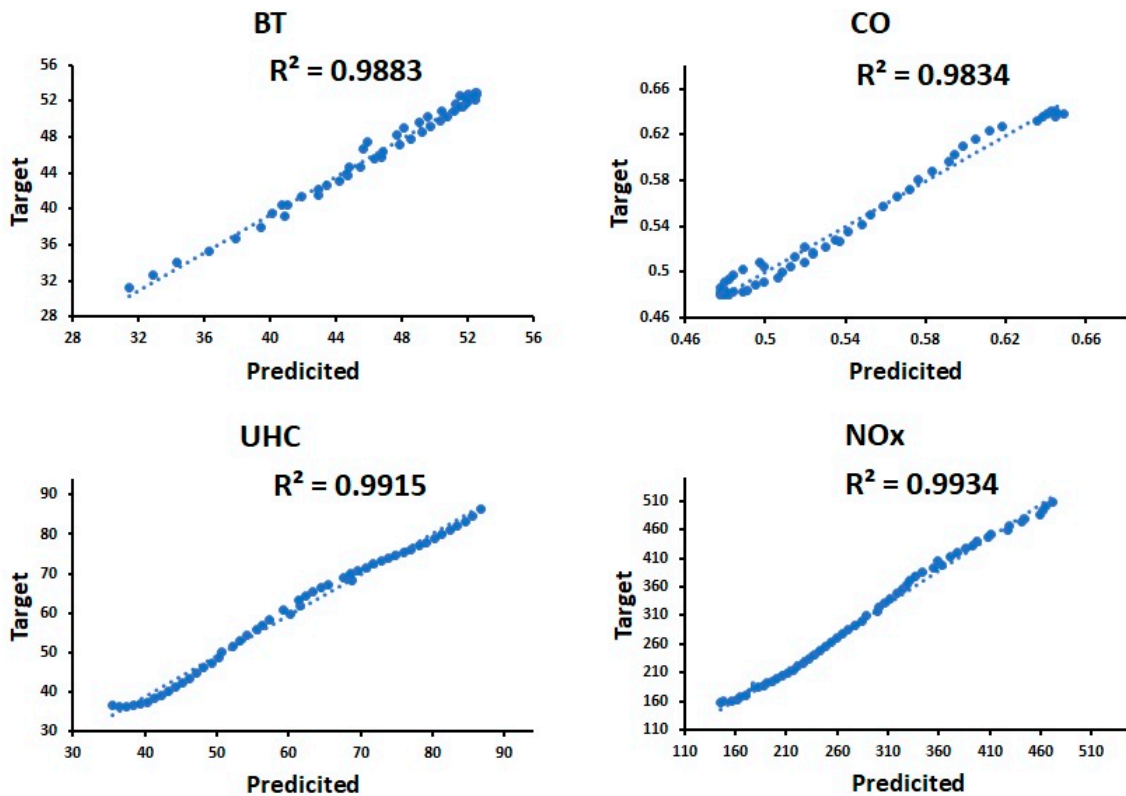 BT
R² = 0.9883
56
52
48
44
40
36
32
28
Target
28 32 36 40 44 48 52 56
Predicited
CO
R² = 0.9834
0.66
0.62
0.58
0.54
0.5
0.46
Target
0.46 0.5 0.54 0.58 0.62 0.66
Predicited
UHC
R² = 0.9915
90
80
70
60
50
40
30
Target
30 40 50 60 70 80 90
Predicited
NOx
R² = 0.9934
510
460
410
360
310
260
210
160
110
Target
110 160 210 260 310 360 410 460 510
Predicited